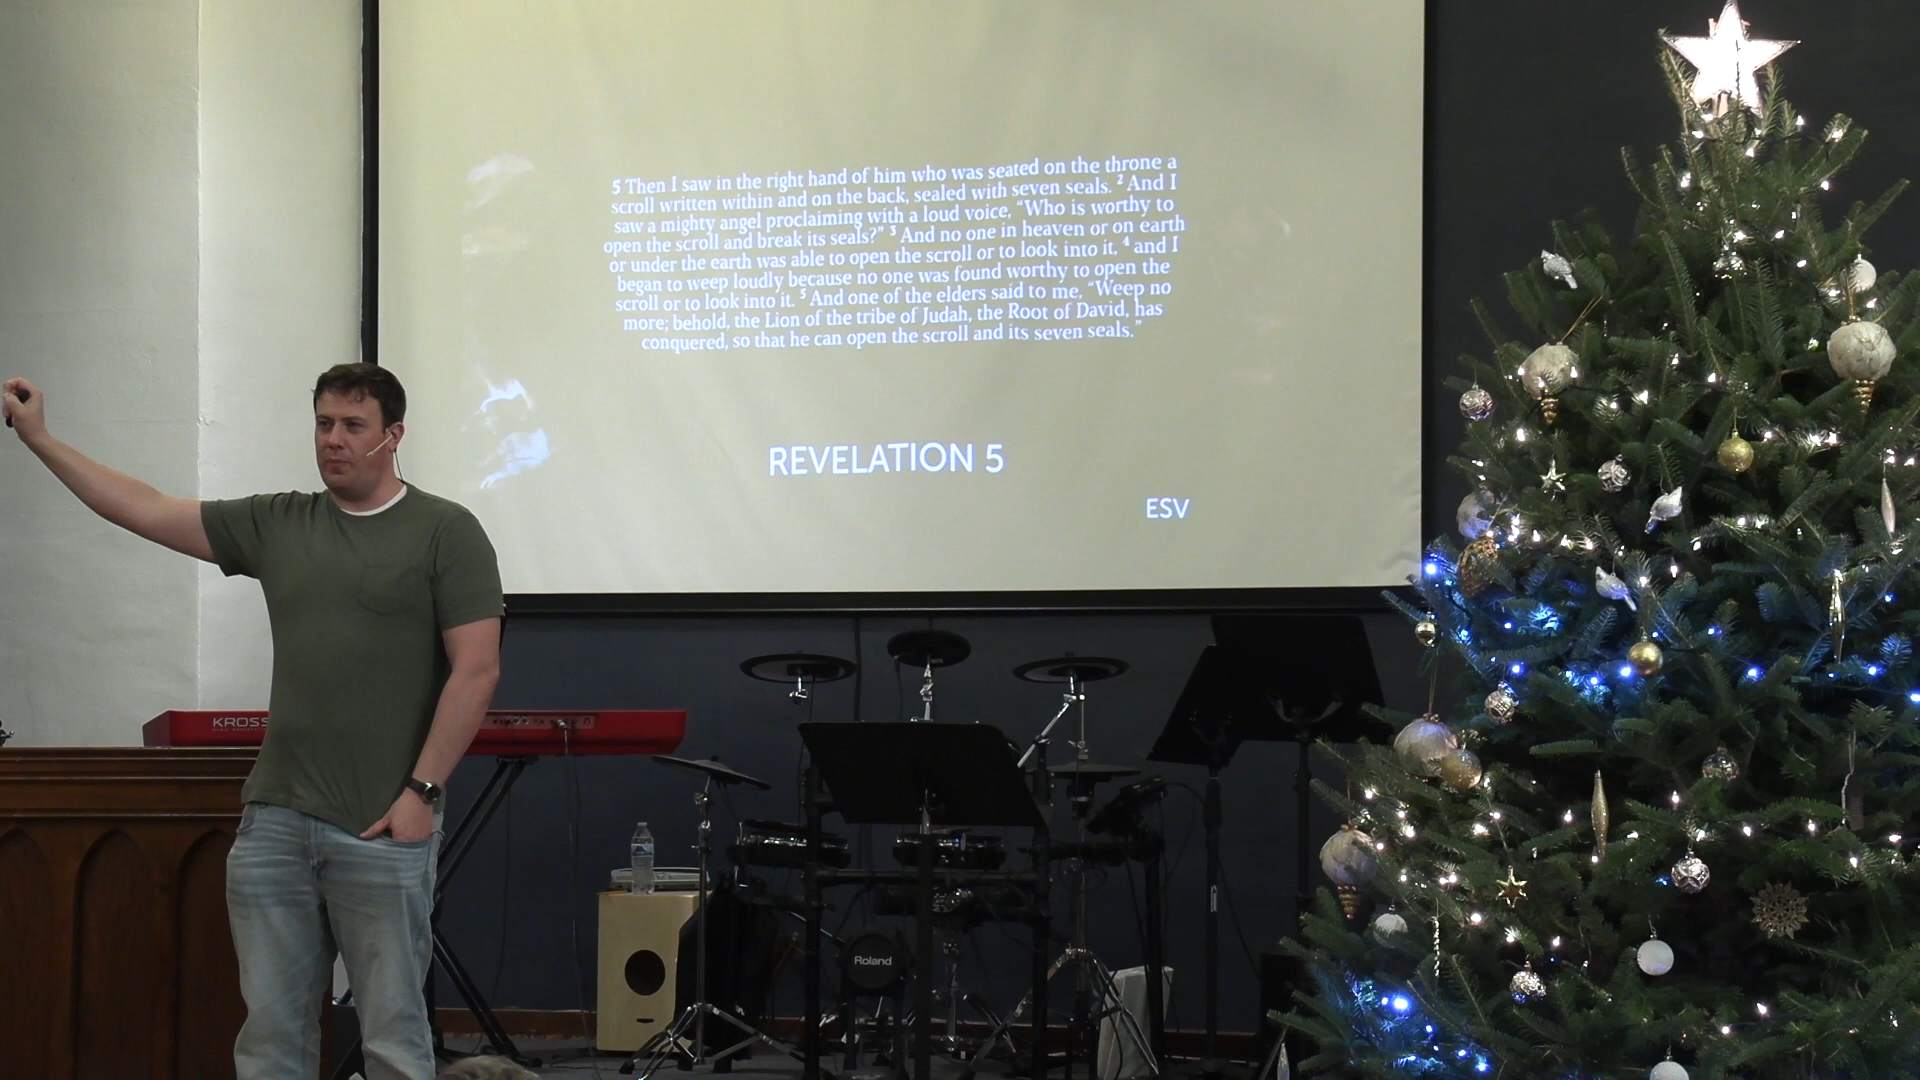 5 Then I saw in the right hand of him who was seated on the throne a
scroll written within and on the back, sealed with seven seals. ² And I
saw a mighty angel proclaiming with a loud voice, “Who is worthy to
open the scroll and break its seals?” ³ And no one in heaven or on earth
or under the earth was able to open the scroll or to look into it, ⁴ and I
began to weep loudly because no one was found worthy to open the
scroll or to look into it. ⁵ And one of the elders said to me, “Weep no
more; behold, the Lion of the tribe of Judah, the Root of David, has
conquered, so that he can open the scroll and its seven seals.”
REVELATION 5
ESV
KROSS
Roland